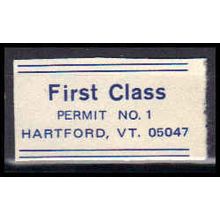 First Class
PERMIT NO. 1
HARTFORD, VT. 05047